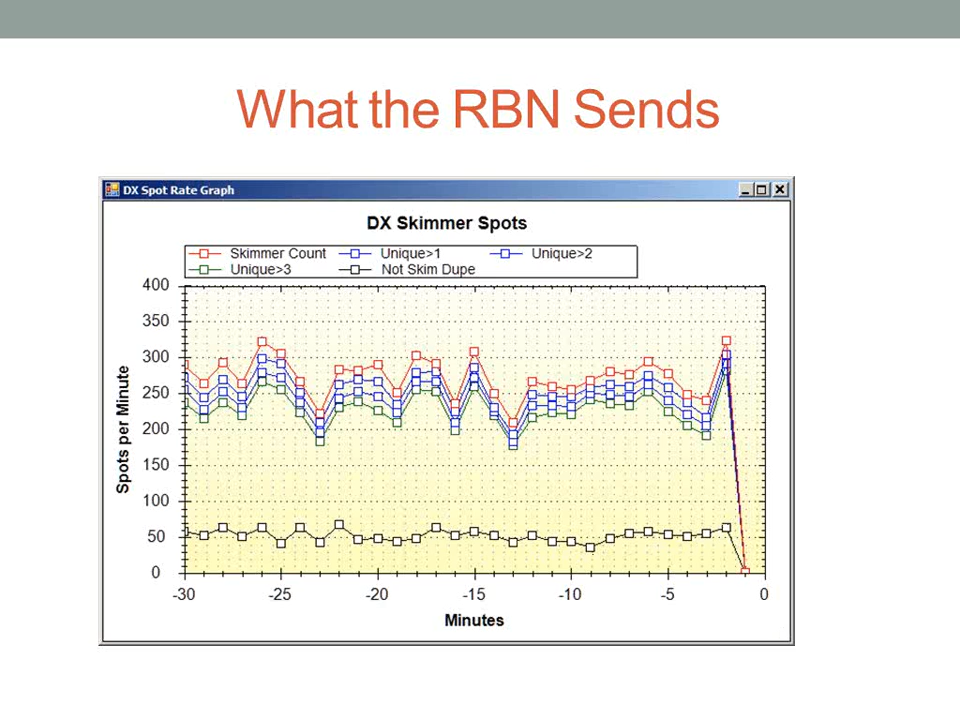 What the RBN Sends
DX Spot Rate Graph
DX Skimmer Spots
Skimmer Count Unique>1 Unique>2
Unique>3 Not Skim Dupe
400
350
300
250
200
150
100
50
0
Spots per Minute
-30 -25 -20 -15 -10 -5 0
Minutes